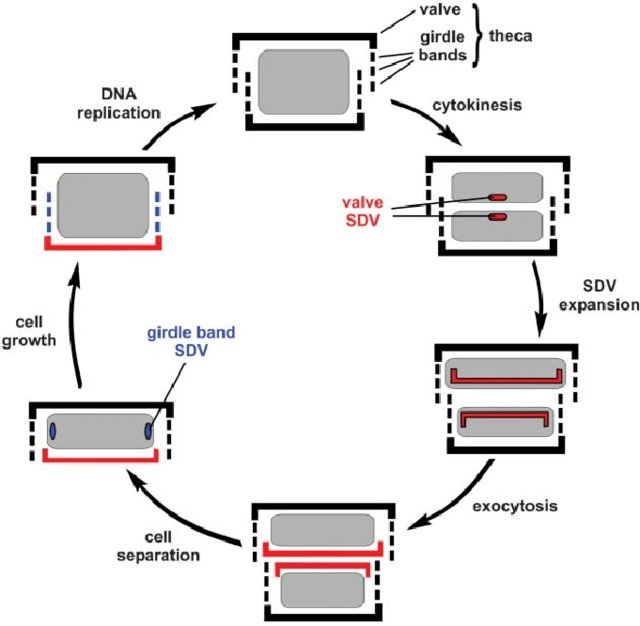 valve
girdle
bands
theca
DNA
replication
cytokinesis
valve
SDV
SDV
expansion
cell
growth
girdle band
SDV
exocytosis
cell
separation